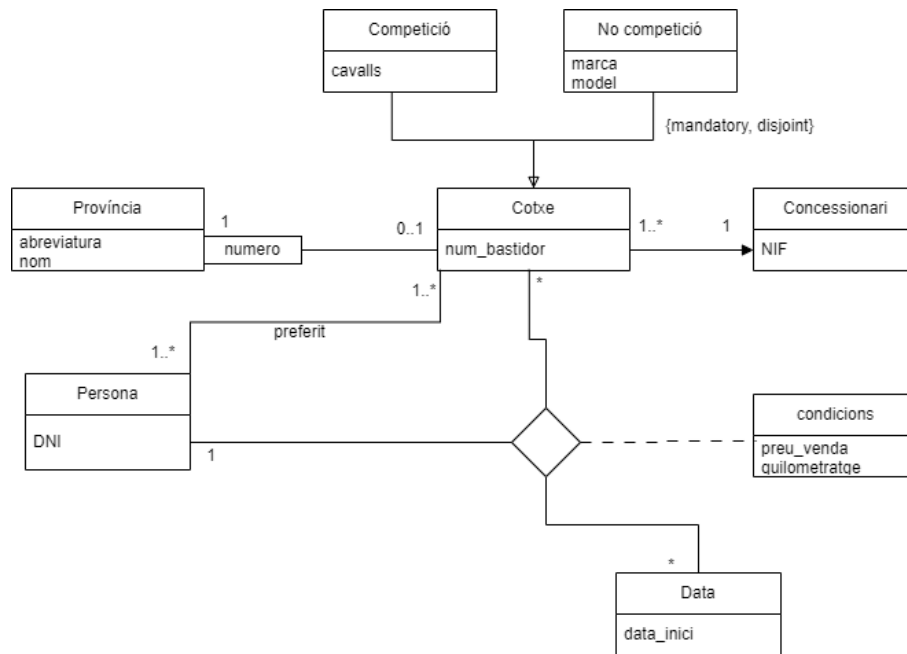 Competició
cavalls
No competició
marca
model
{mandatory, disjoint}
Província
abreviatura
nom
1
numero
0..1
Cotxe
num_bastidor
1..*
1
Concessionari
NIF
1..*
*
preferit
1..*
Persona
DNI
1
condicions
preu_venda
quilometratge
*
Data
data_inici